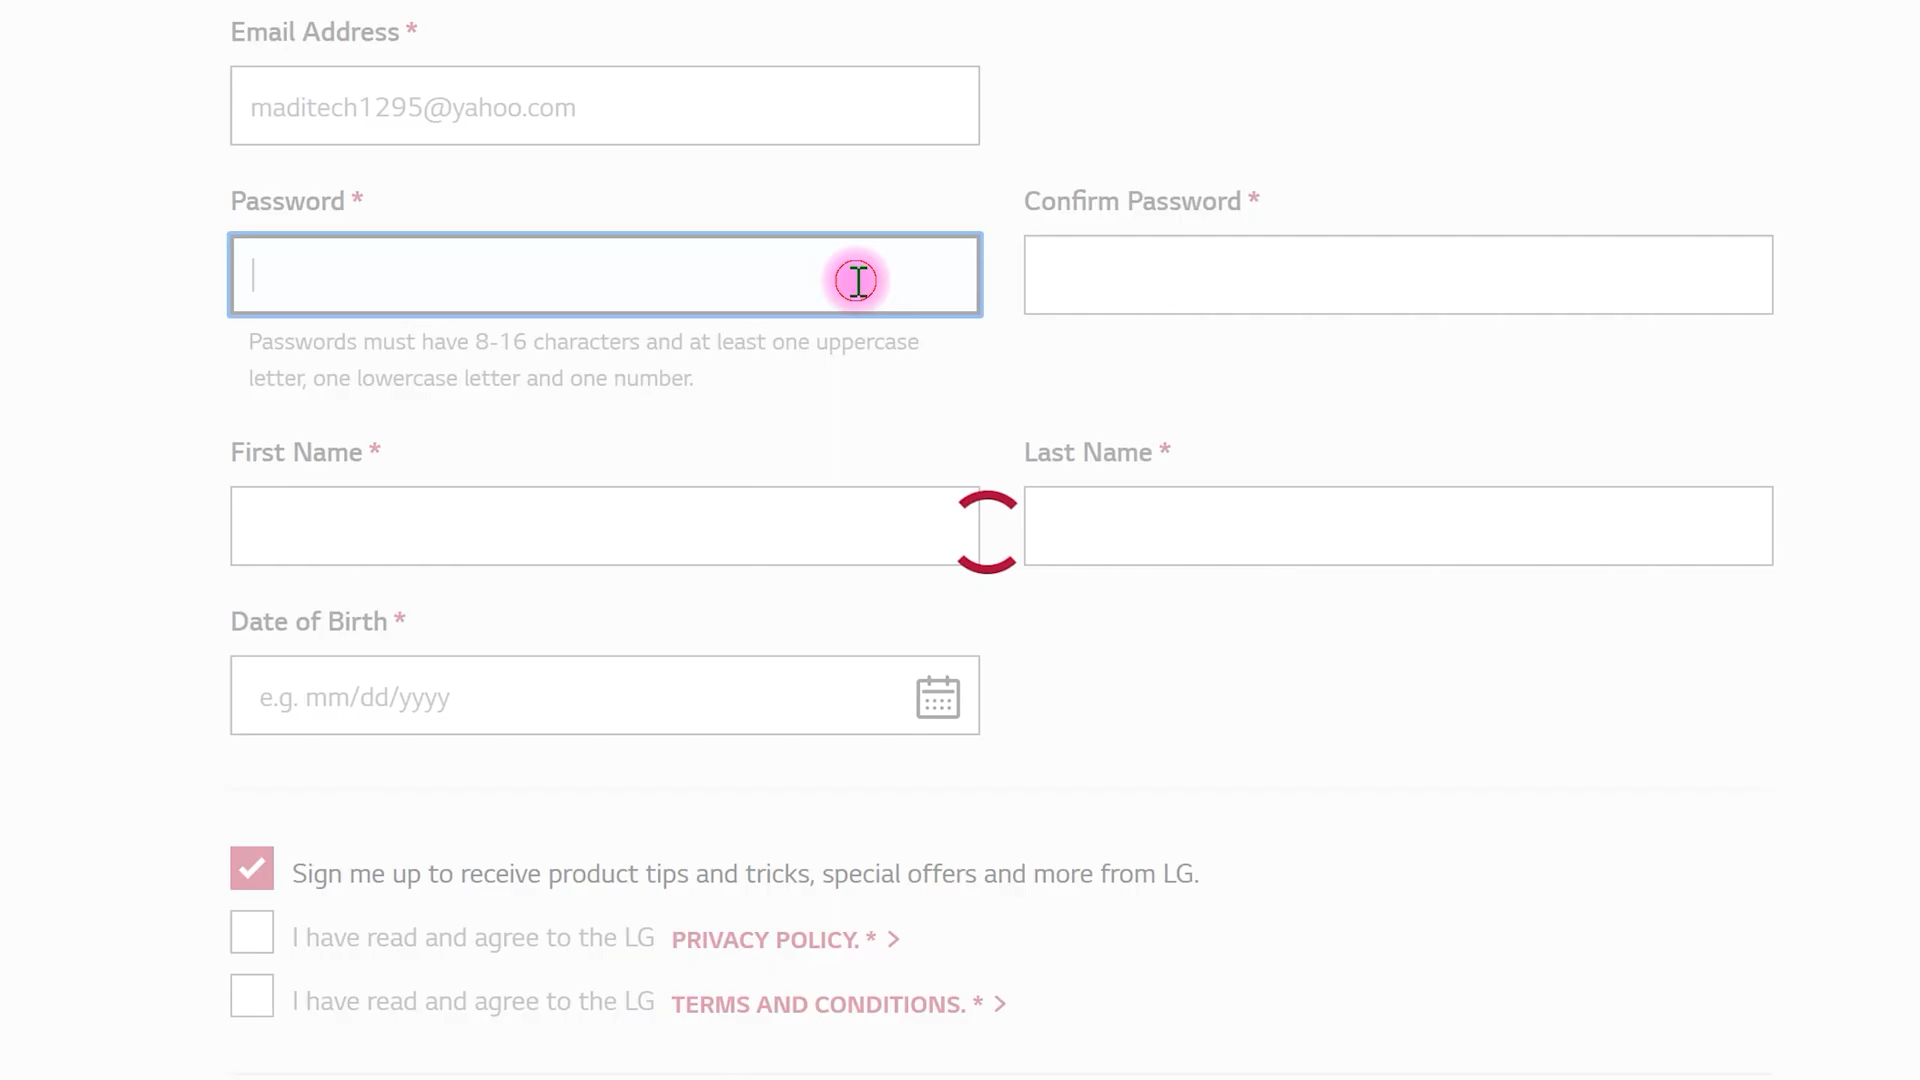 Email Address *
maditech1295@yahoo.com
Password *
Confirm Password *
Passwords must have 8-16 characters and at least one uppercase
letter, one lowercase letter and one number.
First Name *
Last Name *
Date of Birth *
e.g. mm/dd/yyyy
Sign me up to receive product tips and tricks, special offers and more from LG.
I have read and agree to the LG PRIVACY POLICY. * >
I have read and agree to the LG TERMS AND CONDITIONS. * >